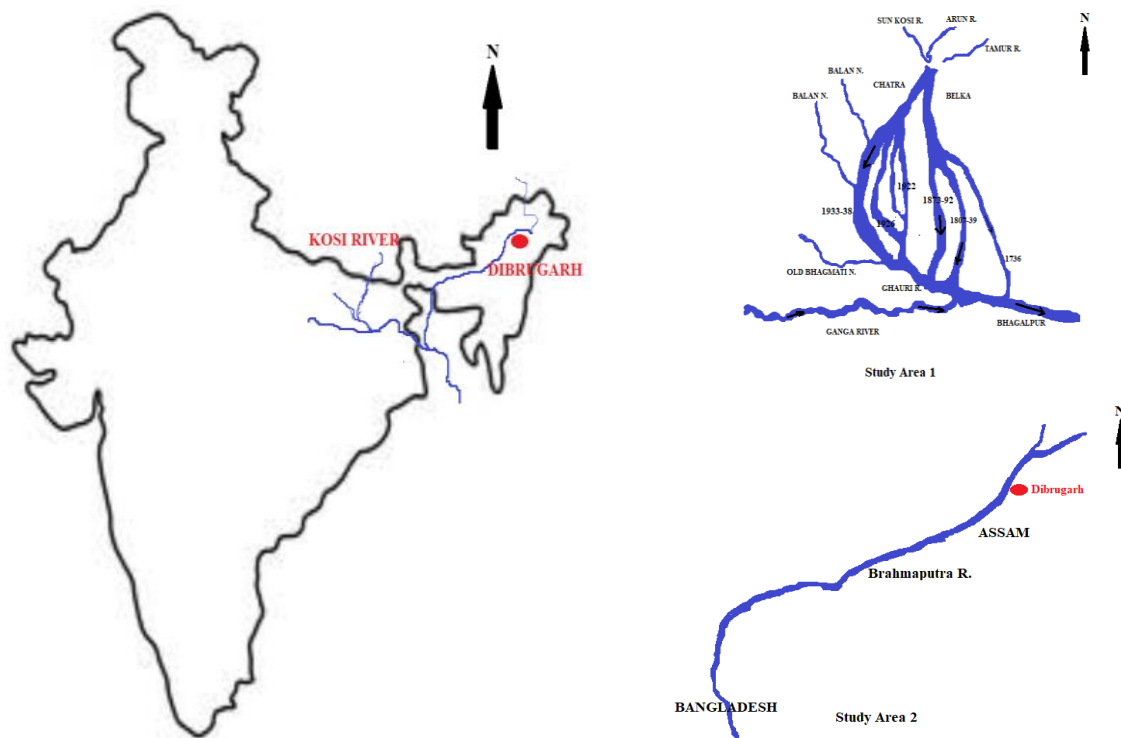 N
KOSI RIVER
DIBRUGARH
SUN KOSI R.
ARUN R.
N
TAMUR R.
BALAN N.
CHATRA
BELKA
BALAN N.
1922
1873-92
1933-38
1926
1807-39
1736
OLD BHAGMATI N.
GHAURI R.
BHAGALPUR
GANGA RIVER
Study Area 1
N
Dibrugarh
ASSAM
Brahmaputra R.
BANGLADESH
Study Area 2